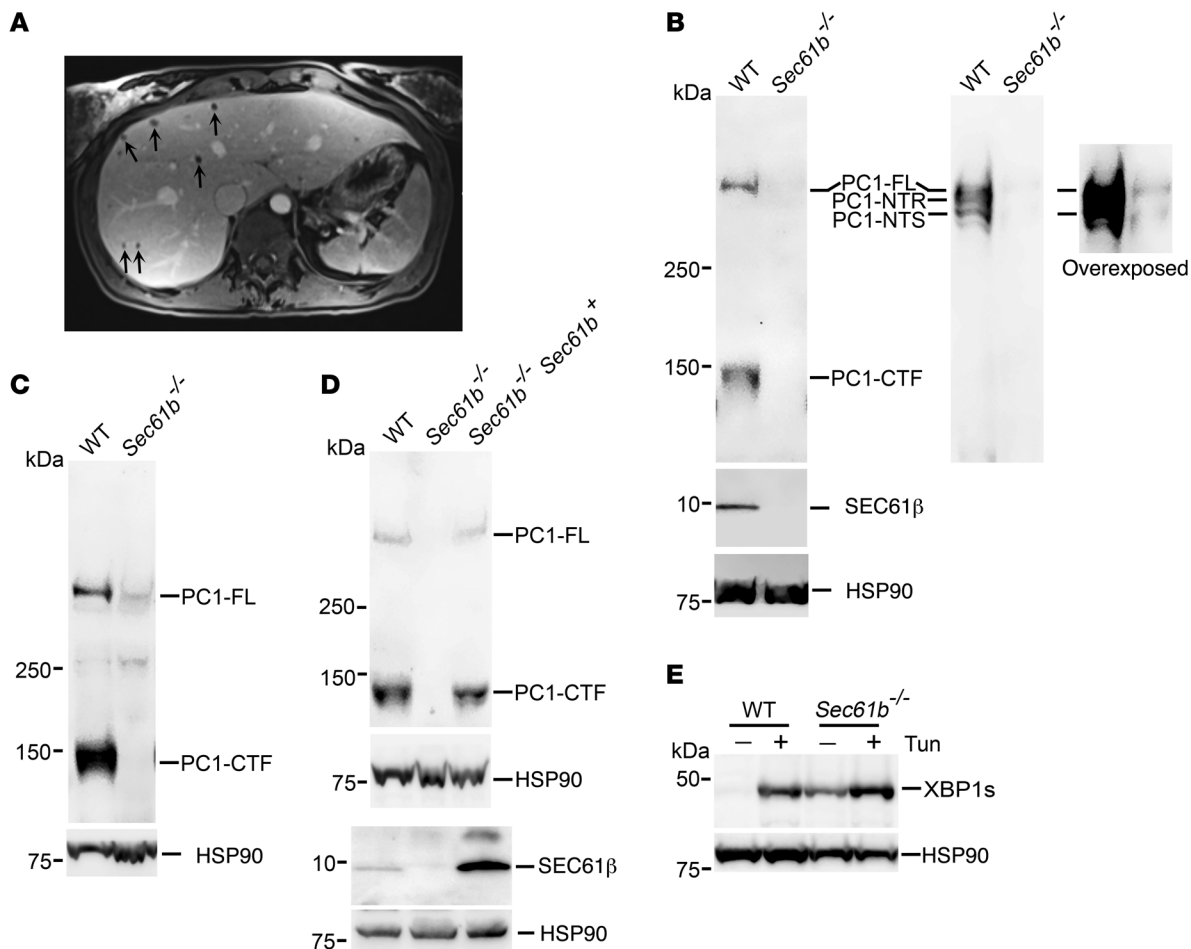 A
B
WT
Sec61b-/-
WT
Sec61b-/-
kDa
PC1-FL
PC1-NTR
PC1-NTS
250
Overexposed
150
PC1-CTF
10
SEC61β
75
HSP90
C
WT
Sec61b-/-
kDa
PC1-FL
250
150
PC1-CTF
75
HSP90
D
WT
Sec61b-/-
Sec61b-/- Sec61b+
kDa
PC1-FL
250
150
PC1-CTF
75
HSP90
10
SEC61β
75
HSP90
E
WT
Sec61b-/-
kDa
– + – + Tun
50
XBP1s
75
HSP90